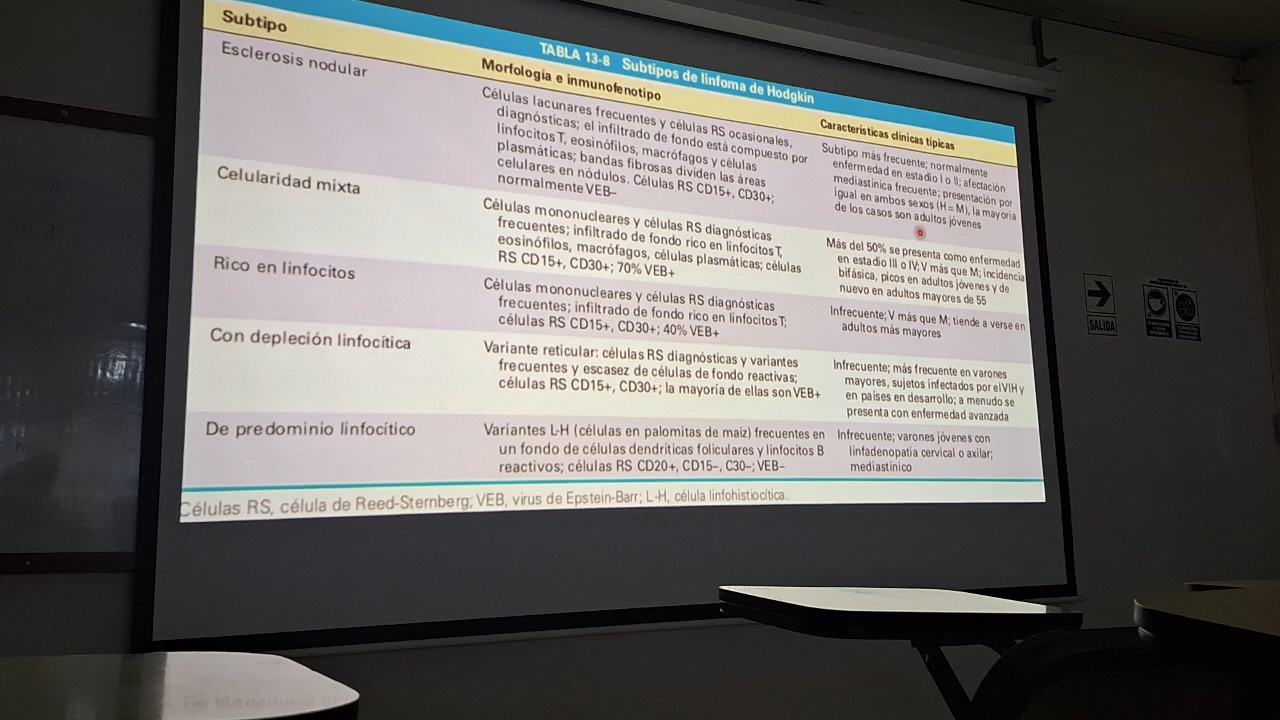 TABLA 13-8 Subtipos de linfoma de Hodgkin
Subtipo
Morfología e inmunofenotipo
Características clínicas típicas
Esclerosis nodular
Células lacunares frecuentes y células RS ocasionales,
diagnósticas; el infiltrado de fondo está compuesto por
linfocitos T, eosinófilos, macrófagos y células
plasmáticas; bandas fibrosas dividen las áreas
celulares en nódulos. Células RS CD15+, CD30+;
normalmente VEB–
Subtipo más frecuente; normalmente
enfermedad en estadio I o II; afectación
mediastínica frecuente; presentación por
igual en ambos sexos (H = M), la mayoría
de los casos son adultos jóvenes
Celularidad mixta
Células mononucleares y células RS diagnósticas
frecuentes; infiltrado de fondo rico en linfocitos T,
eosinófilos, macrófagos, células plasmáticas; células
RS CD15+, CD30+; 70% VEB+
Más del 50% se presenta como enfermedad
en estadio III o IV; V más que M; incidencia
bifásica, picos en adultos jóvenes y de
nuevo en adultos mayores de 55
Rico en linfocitos
Células mononucleares y células RS diagnósticas
frecuentes; infiltrado de fondo rico en linfocitos T;
células RS CD15+, CD30+; 40% VEB+
Infrecuente; V más que M; tiende a verse en
adultos más mayores
Con depleción linfocítica
Variante reticular: células RS diagnósticas y variantes
frecuentes y escasez de células de fondo reactivas;
células RS CD15+, CD30+; la mayoría de ellas son VEB+
Infrecuente; más frecuente en varones
mayores, sujetos infectados por el VIH y
en países en desarrollo; a menudo se
presenta con enfermedad avanzada
De predominio linfocítico
Variantes L-H (células en palomitas de maíz) frecuentes en
un fondo de células dendríticas foliculares y linfocitos B
reactivos; células RS CD20+, CD15–, C30–; VEB–
Infrecuente; varones jóvenes con
linfadenopatía cervical o axilar;
mediastínico
Células RS, célula de Reed-Sternberg; VEB, virus de Epstein-Barr; L-H, célula linfohistiocítica.
SALIDA